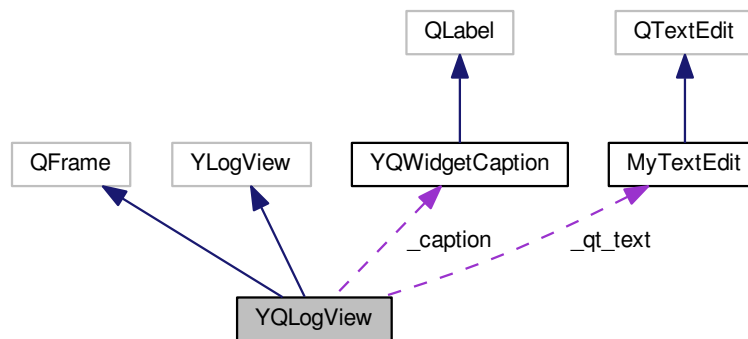 QLabel
QTextEdit
QFrame
YLogView
YQWidgetCaption
MyTextEdit
_caption
_qt_text
YQLogView